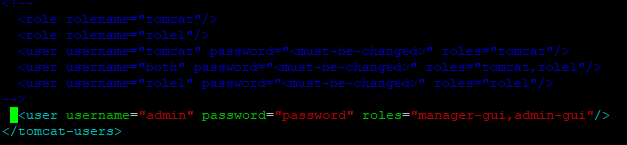 <!--
<role rolename="tomcat"/>
<role rolename="role1"/>
<user username="tomcat" password="<must-be-changed>" roles="tomcat"/>
<user username="both" password="<must-be-changed>" roles="tomcat,role1"/>
<user username="role1" password="<must-be-changed>" roles="role1"/>
-->
<user username="admin" password="password" roles="manager-gui,admin-gui"/>
</tomcat-users>